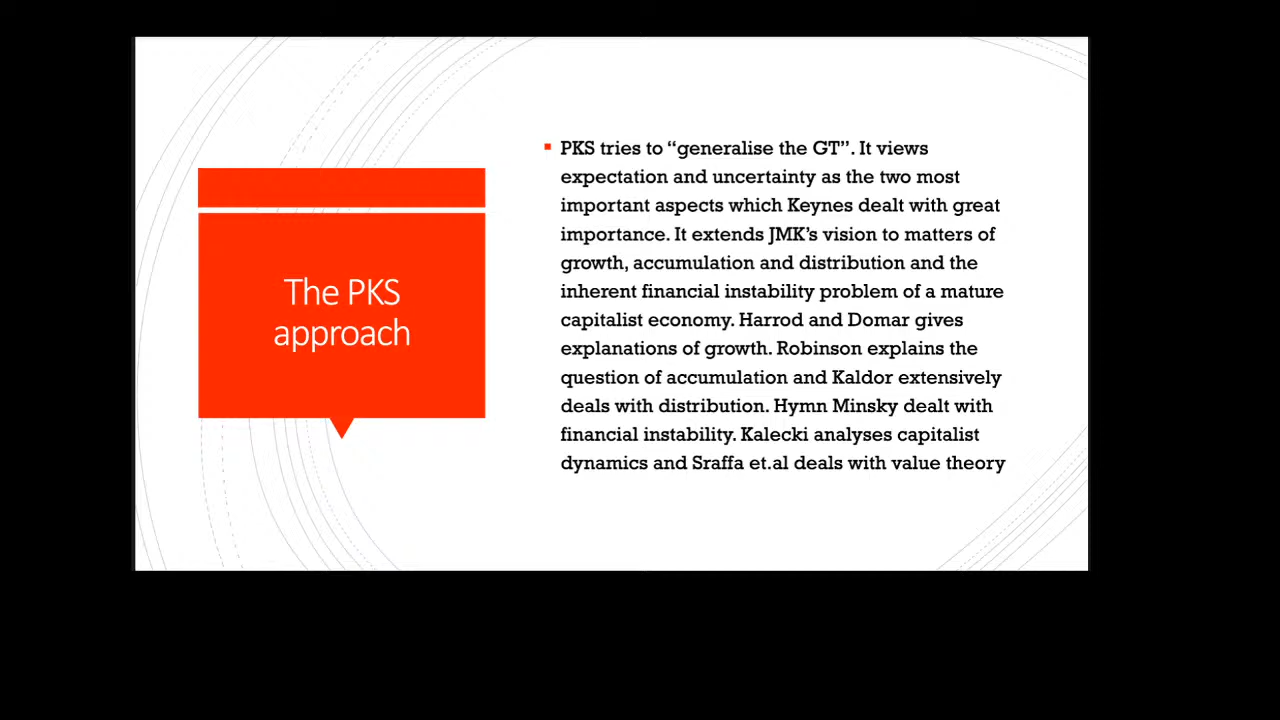 The PKS
approach
PKS tries to “generalise the GT”. It views
expectation and uncertainty as the two most
important aspects which Keynes dealt with great
importance. It extends JMK’s vision to matters of
growth, accumulation and distribution and the
inherent financial instability problem of a mature
capitalist economy. Harrod and Domar gives
explanations of growth. Robinson explains the
question of accumulation and Kaldor extensively
deals with distribution. Hymn Minsky dealt with
financial instability. Kalecki analyses capitalist
dynamics and Sraffa et.al deals with value theory